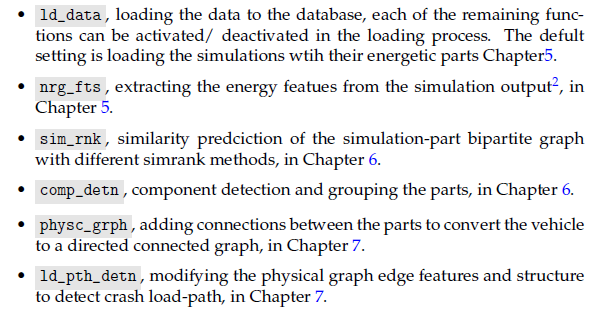 • ld_data, loading the data to the database, each of the remaining func-
tions can be activated/ deactivated in the loading process. The defult
setting is loading the simulations wtih their energetic parts Chapter5.
• nrg_fts, extracting the energy featues from the simulation output², in
Chapter 5.
• sim_rnk, similarity predciction of the simulation-part bipartite graph
with different simrank methods, in Chapter 6.
• comp_detn, component detection and grouping the parts, in Chapter 6.
• physc_grph, adding connections between the parts to convert the vehicle
to a directed connected graph, in Chapter 7.
• ld_pth_detn, modifying the physical graph edge features and structure
to detect crash load-path, in Chapter 7.